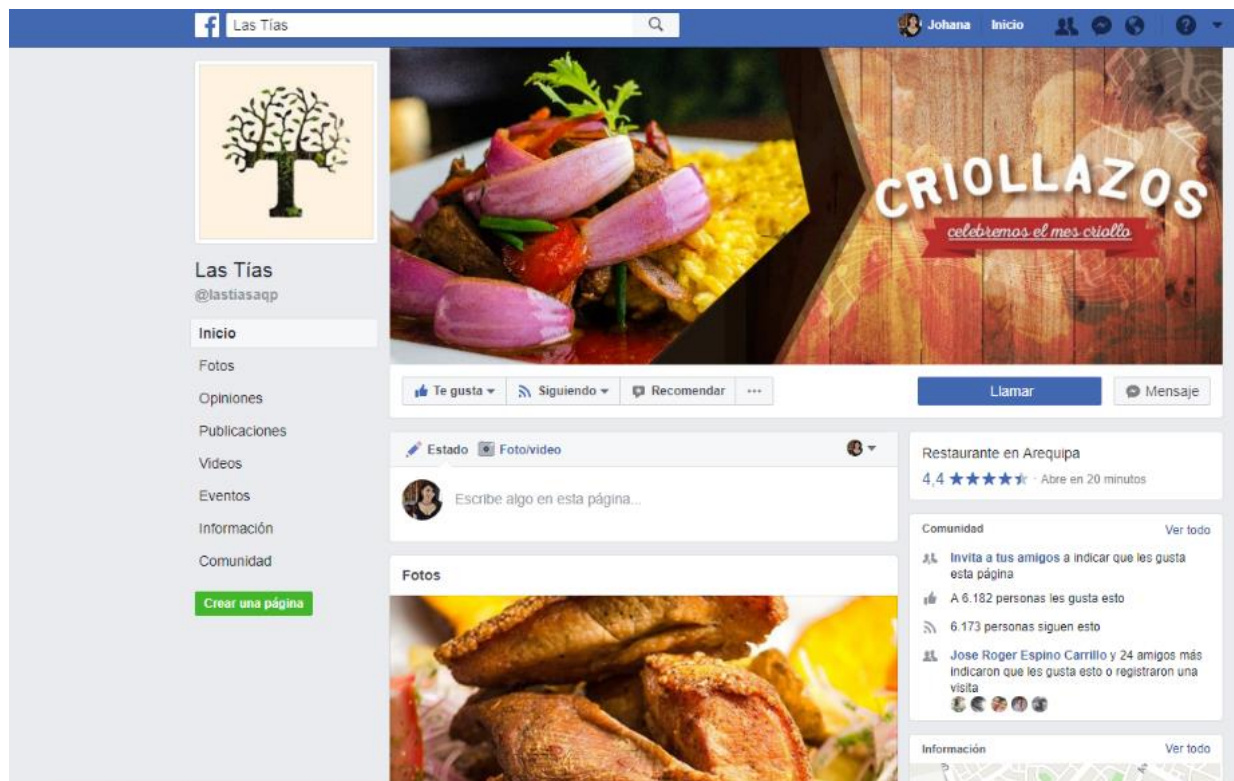 Las Tías
Johana
Inicio
CRIOLLAZOS
celebremos el mes criollo
Las Tías
@lastiasaqp
Inicio
Fotos
Opiniones
Publicaciones
Videos
Eventos
Información
Comunidad
Crear una página
Te gusta
Siguiendo
Recomendar
Llamar
Mensaje
Estado
Foto/video
Escribe algo en esta página...
Fotos
Restaurante en Arequipa
4,4 ★★★★★ · Abre en 20 minutos
Comunidad
Ver todo
Invita a tus amigos a indicar que les gusta
esta página
A 6.182 personas les gusta esto
6.173 personas siguen esto
Jose Roger Espino Carrillo y 24 amigos más
indicaron que les gusta esto o registraron una
visita
Información
Ver todo